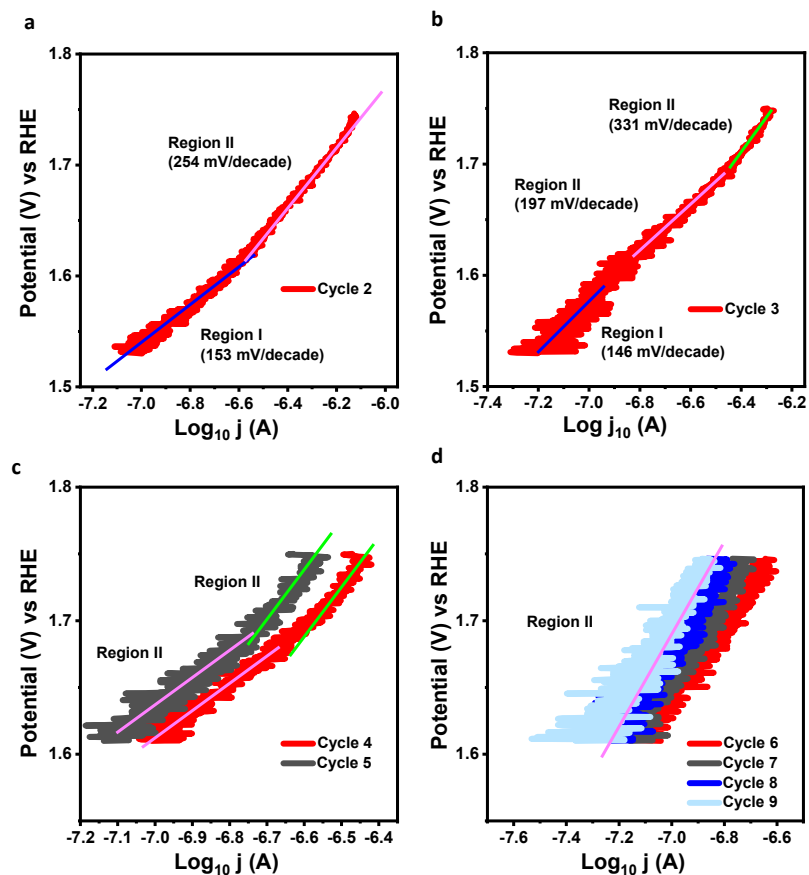 a
1.8
1.7
1.6
1.5
Potential (V) vs RHE
Region II
(254 mV/decade)
Region I
(153 mV/decade)
Cycle 2
-7.2 -7.0 -6.8 -6.6 -6.4 -6.2 -6.0
Log10 j (A)
b
1.8
1.7
1.6
1.5
Potential (V) vs RHE
Region II
(331 mV/decade)
Region II
(197 mV/decade)
Region I
(146 mV/decade)
Cycle 3
-7.4 -7.2 -7.0 -6.8 -6.6 -6.4 -6.2
Log j10 (A)
c
1.8
1.7
1.6
Potential (V) vs RHE
Region II
Region II
Cycle 4
Cycle 5
-7.2 -7.1 -7.0 -6.9 -6.8 -6.7 -6.6 -6.5 -6.4
Log10 j (A)
d
1.8
1.7
1.6
Potential (V) vs RHE
Region II
Cycle 6
Cycle 7
Cycle 8
Cycle 9
-7.6 -7.4 -7.2 -7.0 -6.8 -6.6
Log10 j (A)